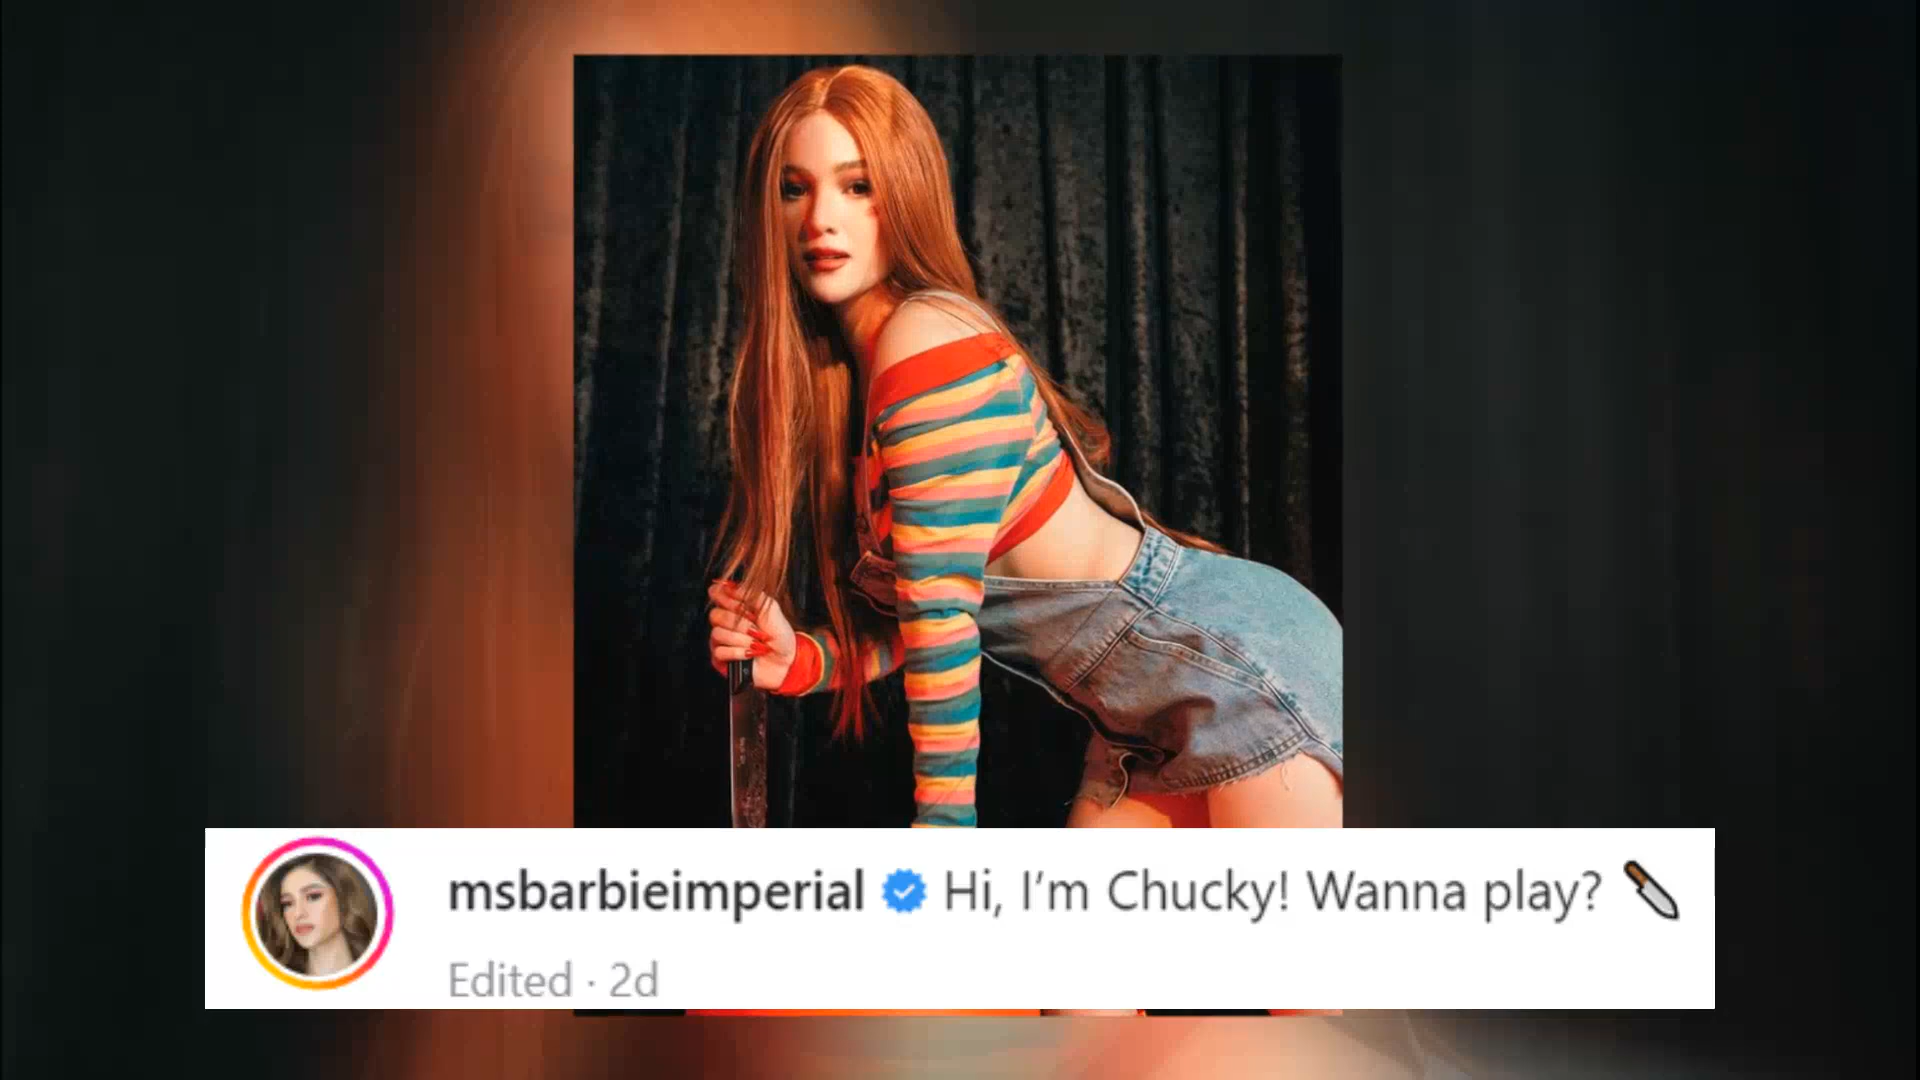 msbarbieimperial Hi, I'm Chucky! Wanna play? 🔪
Edited · 2d